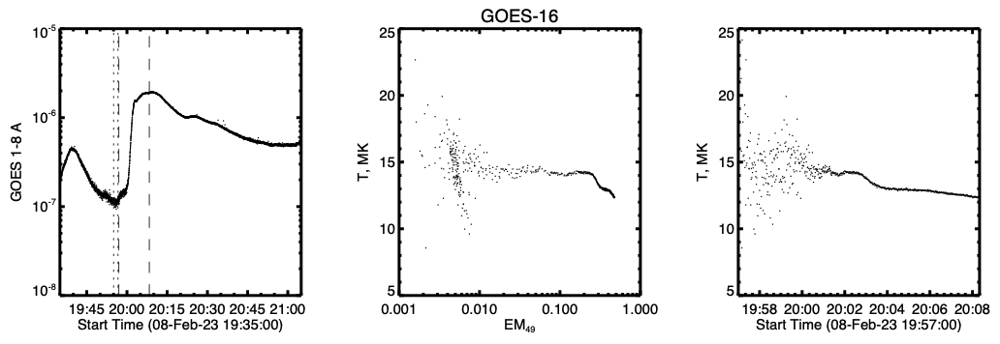 GOES-16
10-5
10-6
10-7
10-8
GOES 1-8 A
19:45 20:00 20:15 20:30 20:45 21:00
Start Time (08-Feb-23 19:35:00)
25
20
15
10
5
T, MK
0.001 0.010 0.100 1.000
EM49
25
20
15
10
5
T, MK
19:58 20:00 20:02 20:04 20:06 20:08
Start Time (08-Feb-23 19:57:00)